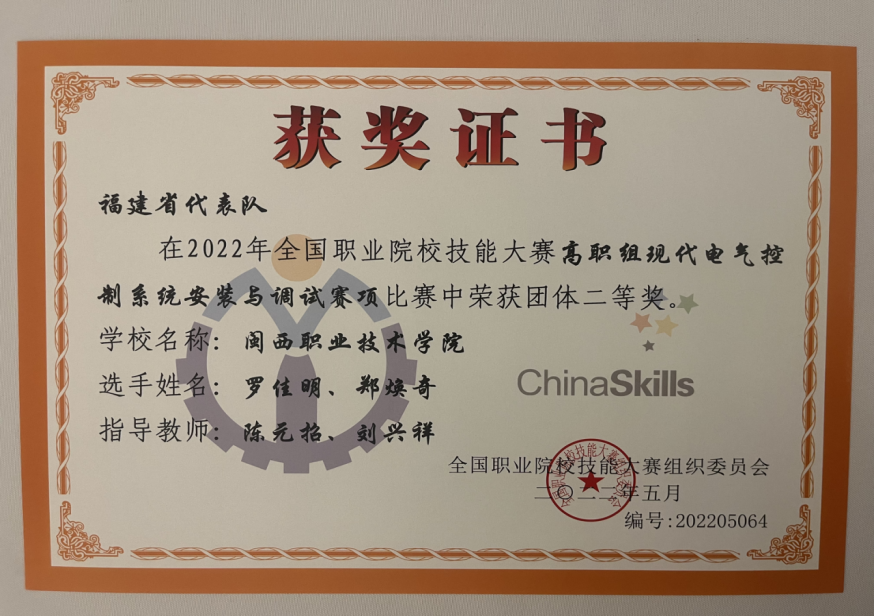 获奖证书
福建省代表队
在2022年全国职业院校技能大赛高职组现代电气控
制系统安装与调试赛项比赛中荣获团体二等奖。
学校名称：闽西职业技术学院
选手姓名：罗佳明、郑焕奇
指导教师：陈元招、刘兴祥
ChinaSkills
全国职业院校技能大赛组织委员会
二〇二二年五月
编号:202205064